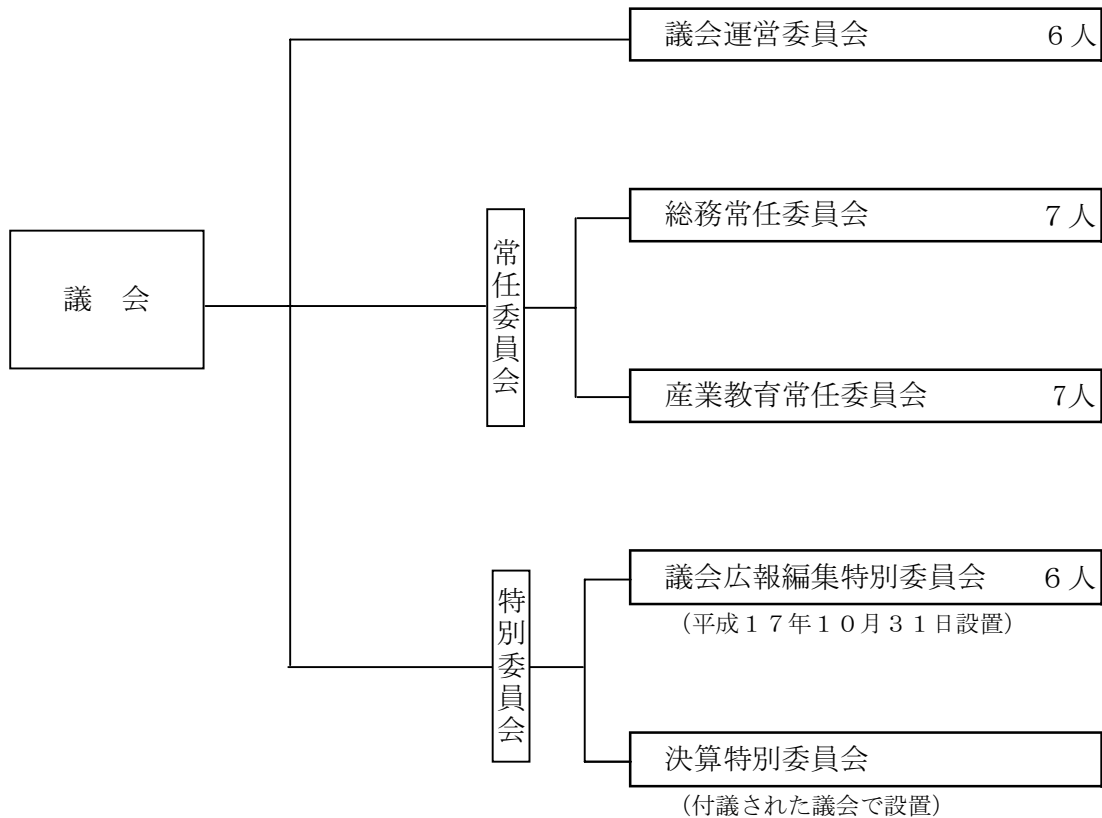 議会運営委員会　６人
総務常任委員会　７人
常任委員会
議　会
産業教育常任委員会　7人
議会広報編集特別委員会　６人
（平成１７年１０月３１日設置）
特別委員会
決算特別委員会
（付議された議会で設置）